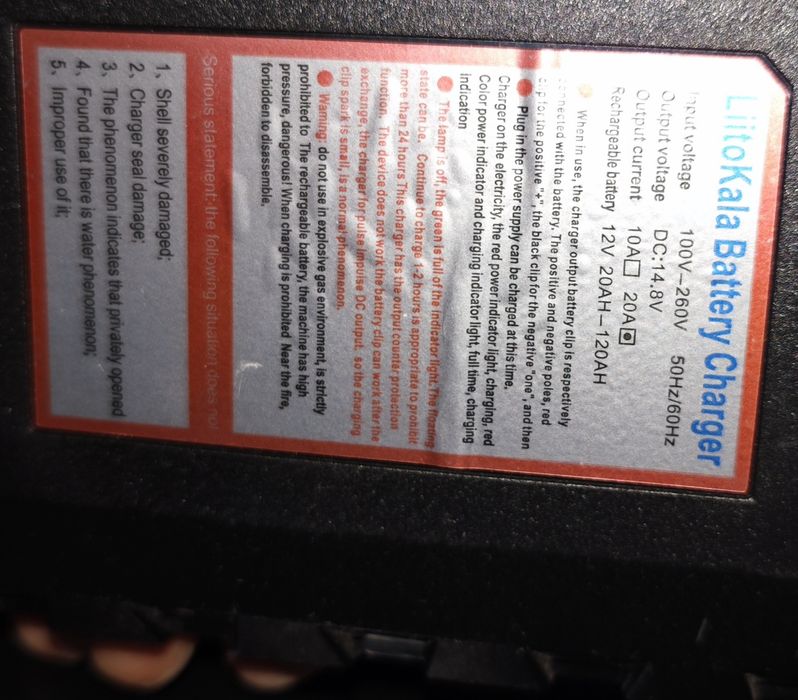 LiitoKala Battery Charger
Input voltage 100V–260V 50Hz/60Hz
Output voltage DC:14.8V
Output current 10A□ 20A☑
Rechargeable battery 12V 20AH–120AH
When in use, the charger output battery clip is respectively
connected with the battery. The positive and negative poles, red
clip for the positive "+", the black clip for the negative "one", and then
Plug in the power supply can be charged at this time.
Charger on the electricity, the red power indicator light, charging, red
Color power indicator and charging indicator light, full time, charging
indication
The lamp is off, the green is full of the indicator light. The floating
state can be. Continue to charge 1-2 hours is appropriate to prohibit
more than 24 hours This charger has the output counter protection
function. The device does not work the battery clip can work after the
exchange, the charger for pulse impulse DC output, so the charging
clip spark is small, is a normal phenomenon.
Warning: do not use in explosive gas environment, is strictly
prohibited to The rechargeable battery, the machine has high
pressure, dangerous! When charging is prohibited Near the fire,
forbidden to disassemble.
Serious statement: the following situation does not
1、Shell severely damaged;
2、Charger seal damage;
3、The phenomenon indicates that privately opened
4、Found that there is water phenomenon;
5、Improper use of it;